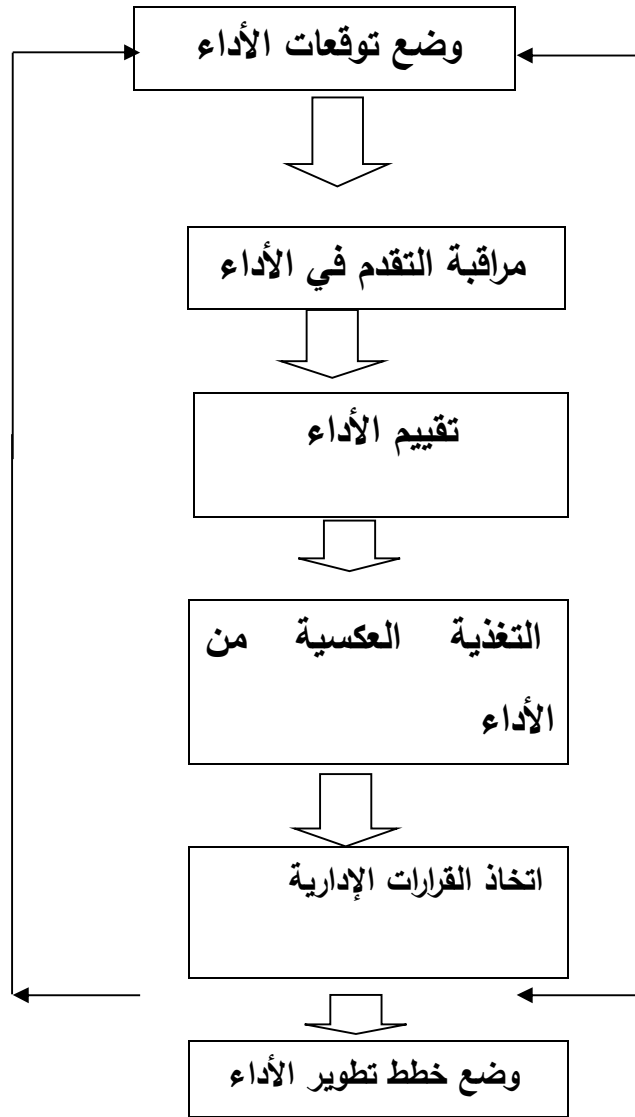 وضع توقعات الأداء
مراقبة التقدم في الأداء
تقييم الأداء
التغذية العكسية من
الأداء
اتخاذ القرارات الإدارية
وضع خطط تطوير الأداء